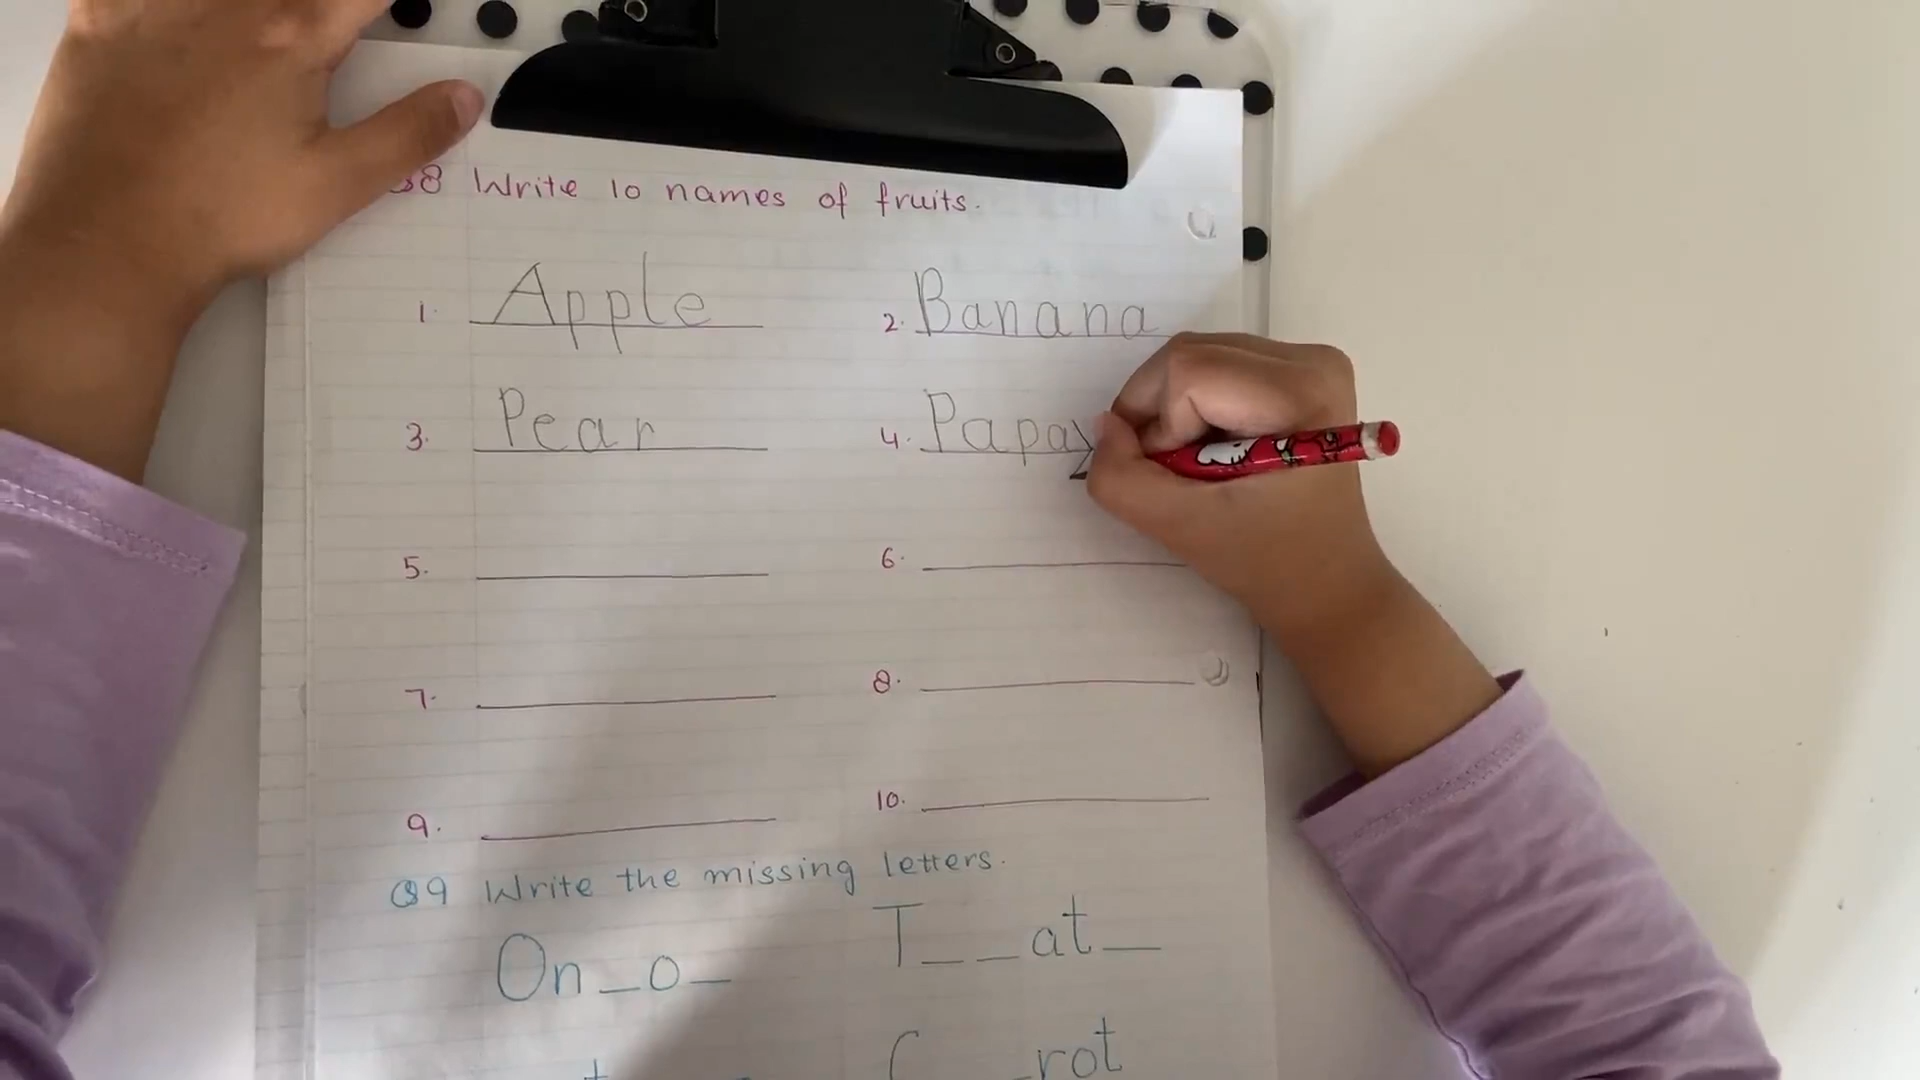 Q8 Write 10 names of fruits.
1. Apple 2. Banana
3. Pear 4. Papay
5. 6.
7. 8.
9. 10.
Q9 Write the missing letters.
On_o_ T__at_
C _rot